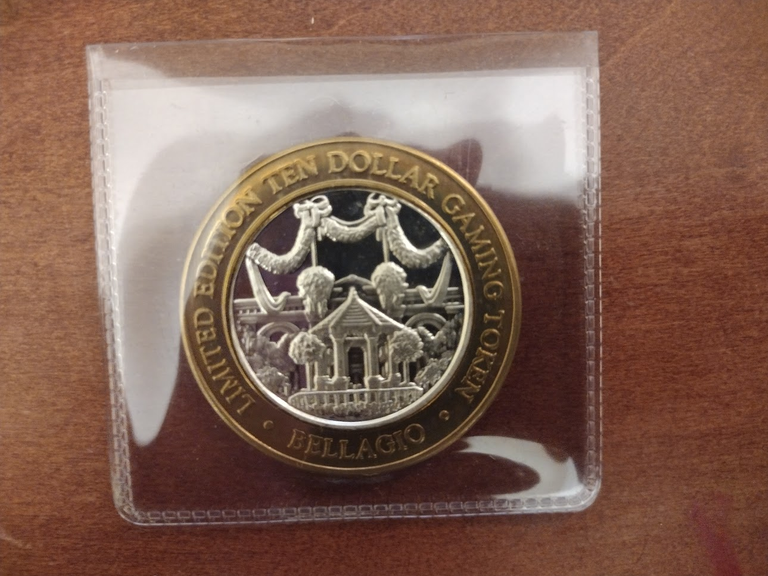 LIMITED EDITION TEN DOLLAR GAMING TOKEN
• BELLAGIO •